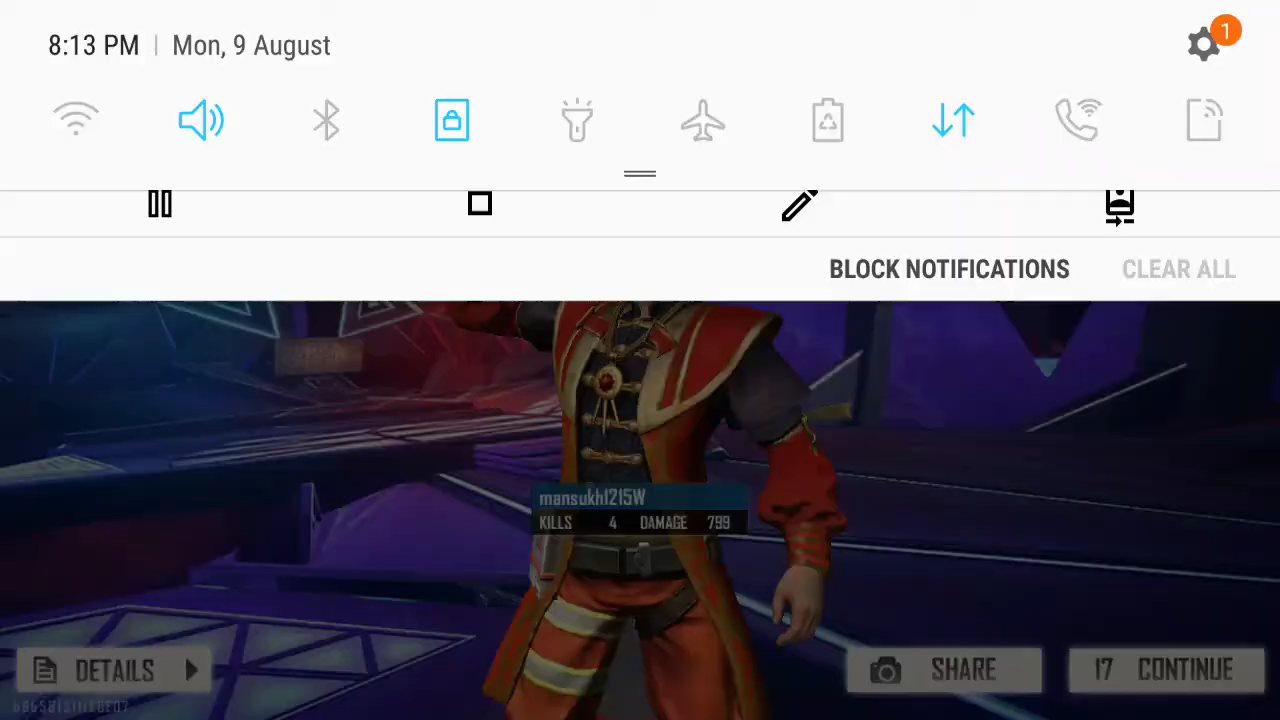 8:13 PM | Mon, 9 August
1
BLOCK NOTIFICATIONS
CLEAR ALL
mansukh1215W
KILLS 4 DAMAGE 799
DETAILS
SHARE
17 CONTINUE